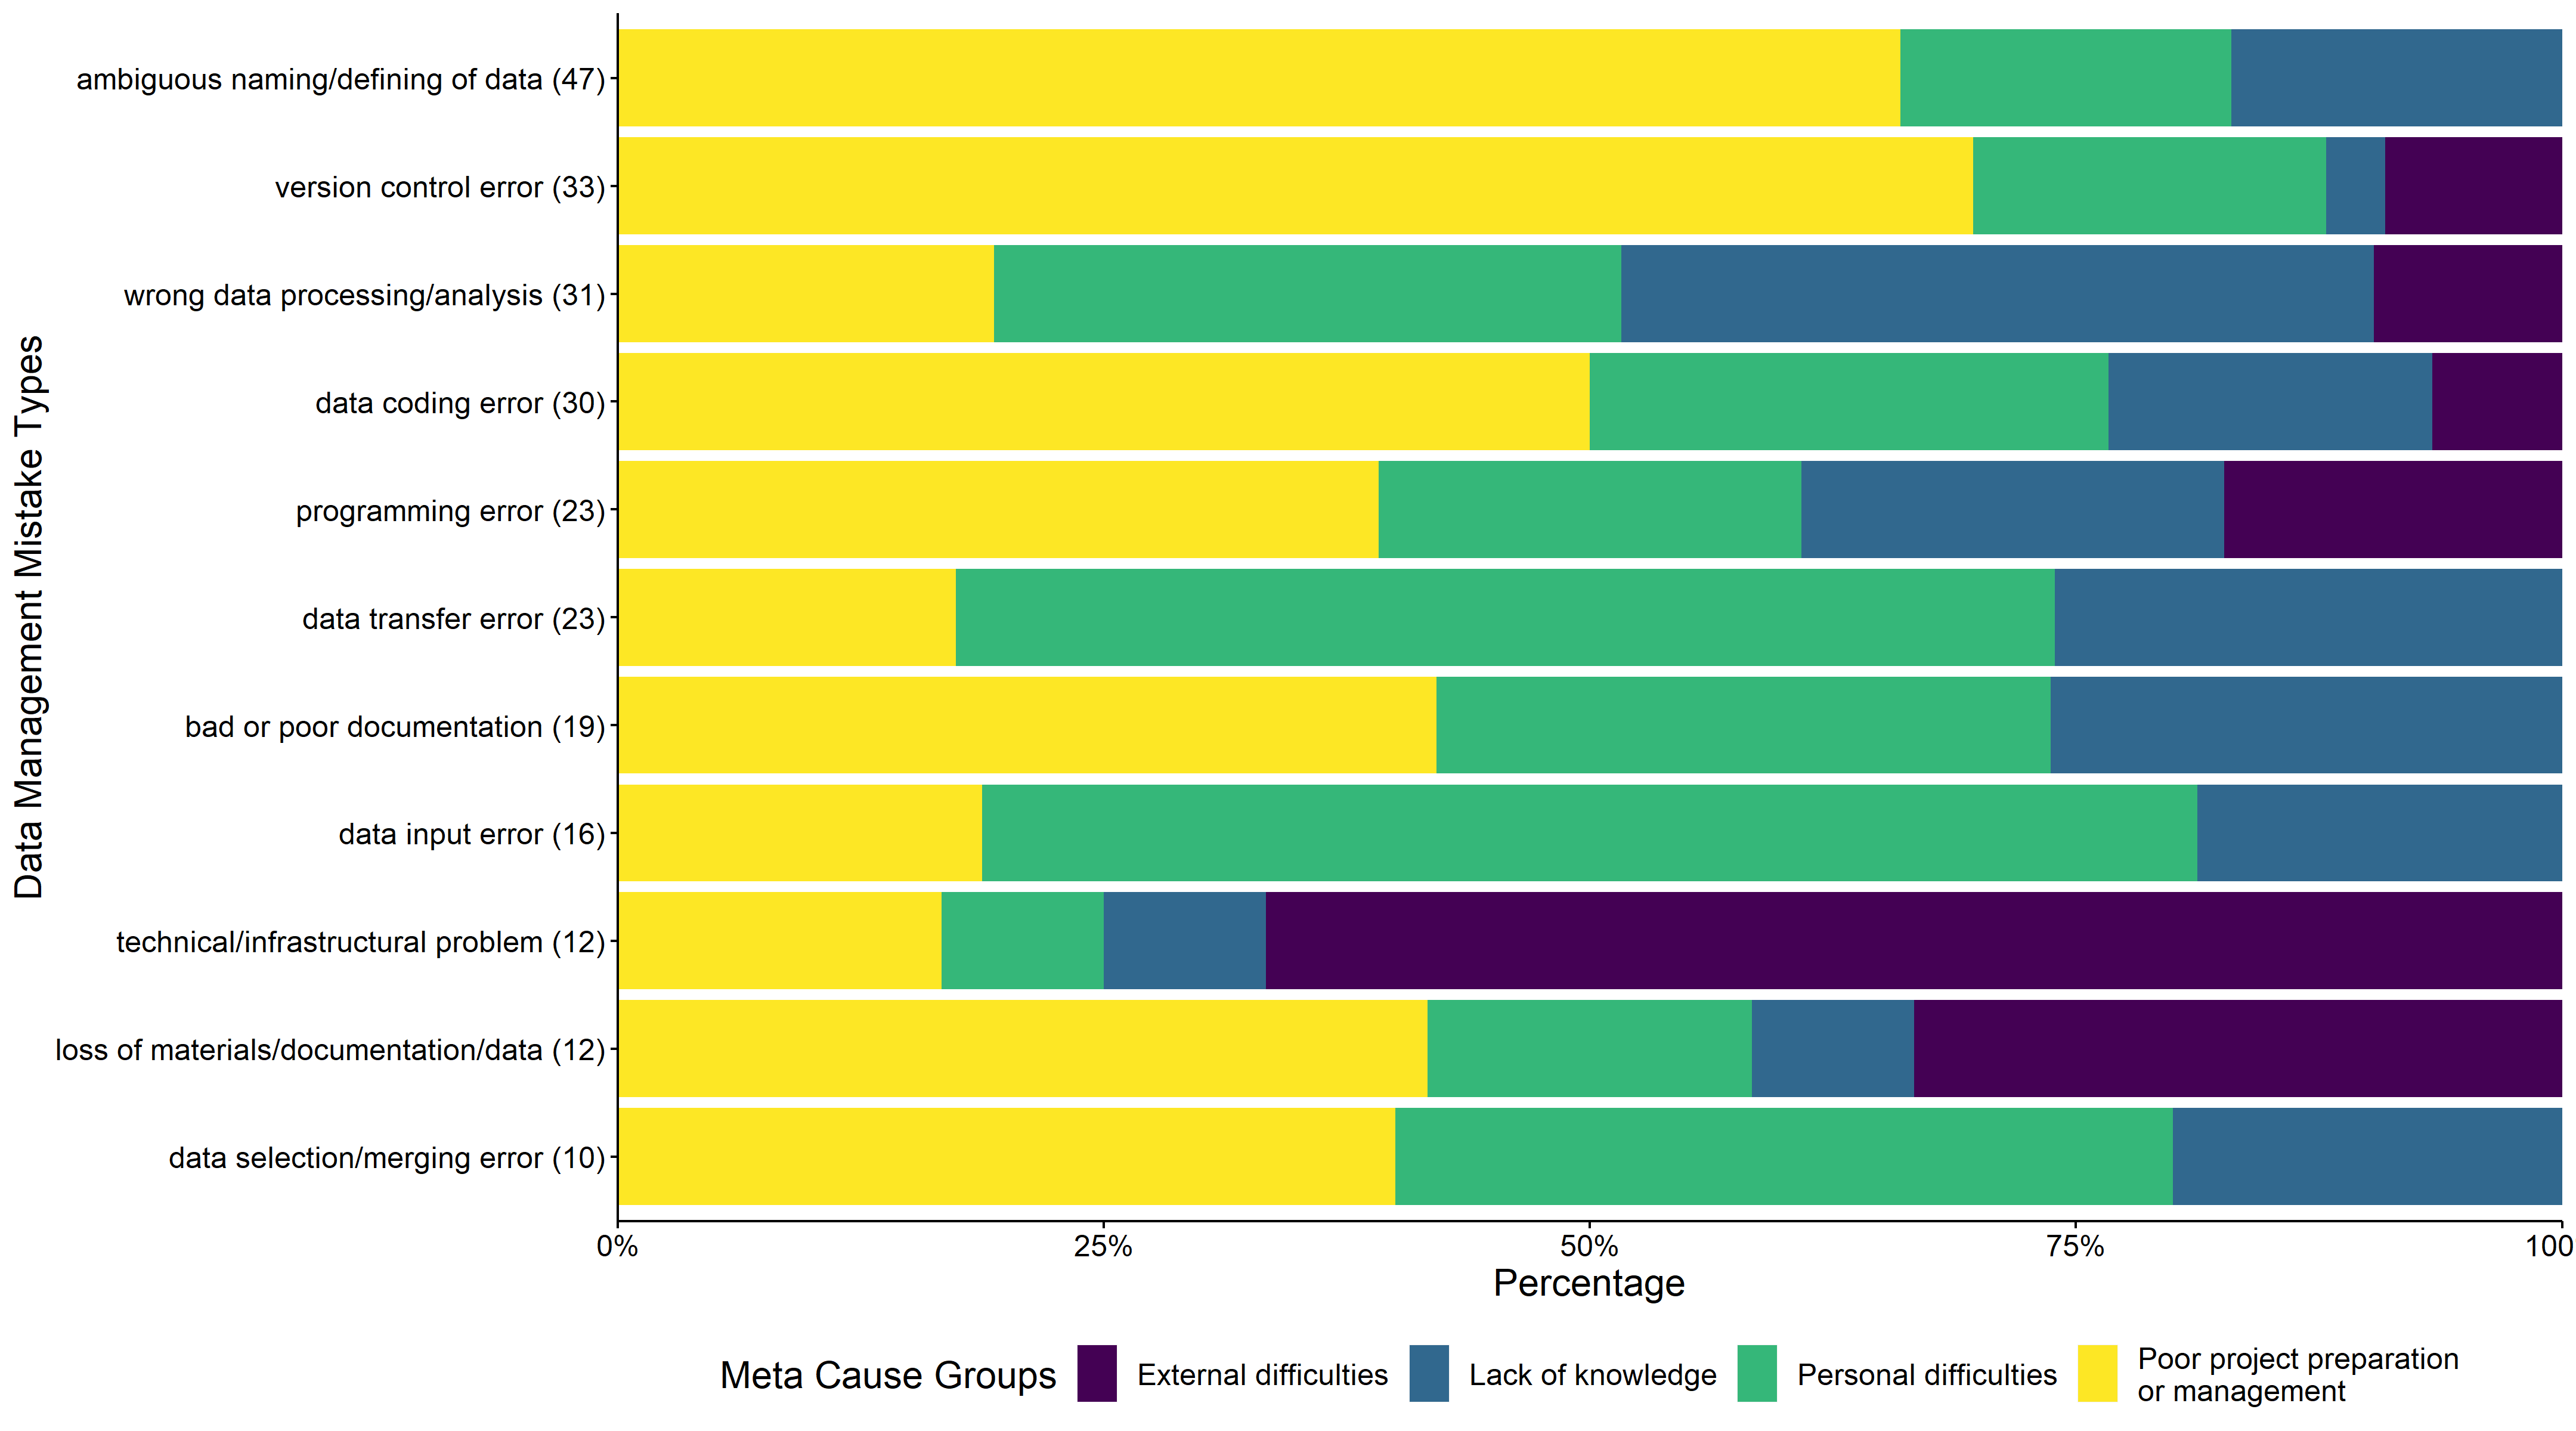 Data Management Mistake Types
ambiguous naming/defining of data (47)
version control error (33)
wrong data processing/analysis (31)
data coding error (30)
programming error (23)
data transfer error (23)
bad or poor documentation (19)
data input error (16)
technical/infrastructural problem (12)
loss of materials/documentation/data (12)
data selection/merging error (10)
0% 25% 50% 75% 100
Percentage
Meta Cause Groups External difficulties Lack of knowledge Personal difficulties Poor project preparation
or management